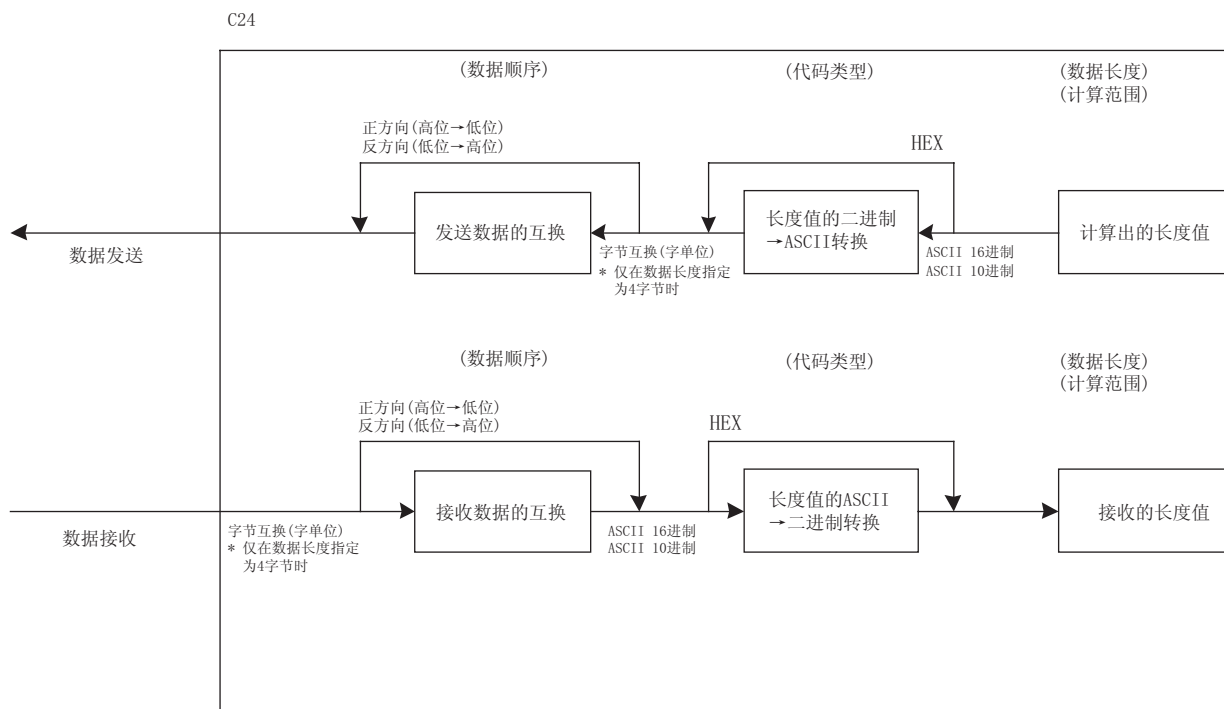 C24
(数据顺序)
(代码类型)
(数据长度)
(计算范围)
正方向(高位→低位)
反方向(低位→高位)
HEX
发送数据的互换
长度值的二进制
→ASCII转换
计算出的长度值
数据发送
字节互换(字单位)
* 仅在数据长度指定
为4字节时
ASCII 16进制
ASCII 10进制
(数据顺序)
(代码类型)
(数据长度)
(计算范围)
正方向(高位→低位)
反方向(低位→高位)
HEX
接收数据的互换
长度值的ASCII
→二进制转换
接收的长度值
数据接收
字节互换(字单位)
* 仅在数据长度指定
为4字节时
ASCII 16进制
ASCII 10进制